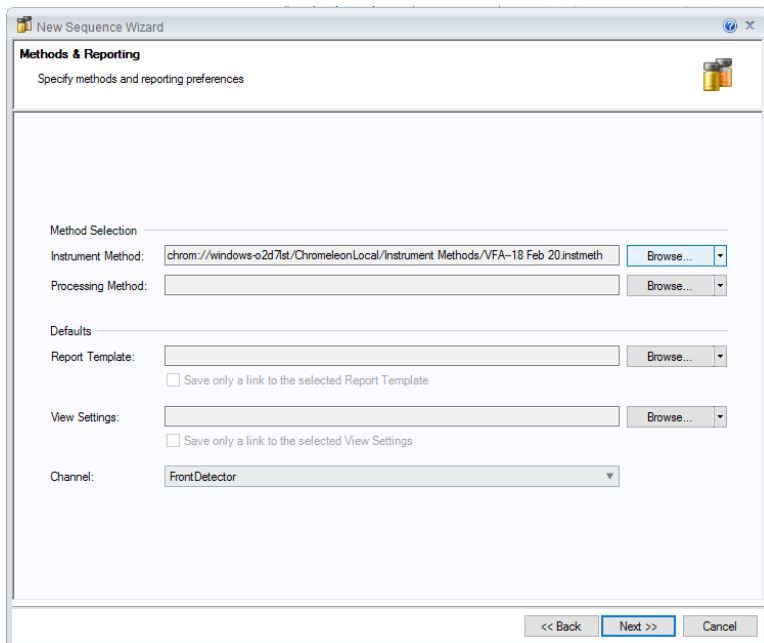 New Sequence Wizard
Methods & Reporting
Specify methods and reporting preferences
Method Selection
Instrument Method: chrom://windows-o2d7lst/ChromeleonLocal/Instrument Methods/VFA--18 Feb 20.instmeth Browse...
Processing Method: Browse...
Defaults
Report Template: Browse...
Save only a link to the selected Report Template
View Settings: Browse...
Save only a link to the selected View Settings
Channel: FrontDetector
<< Back Next >> Cancel